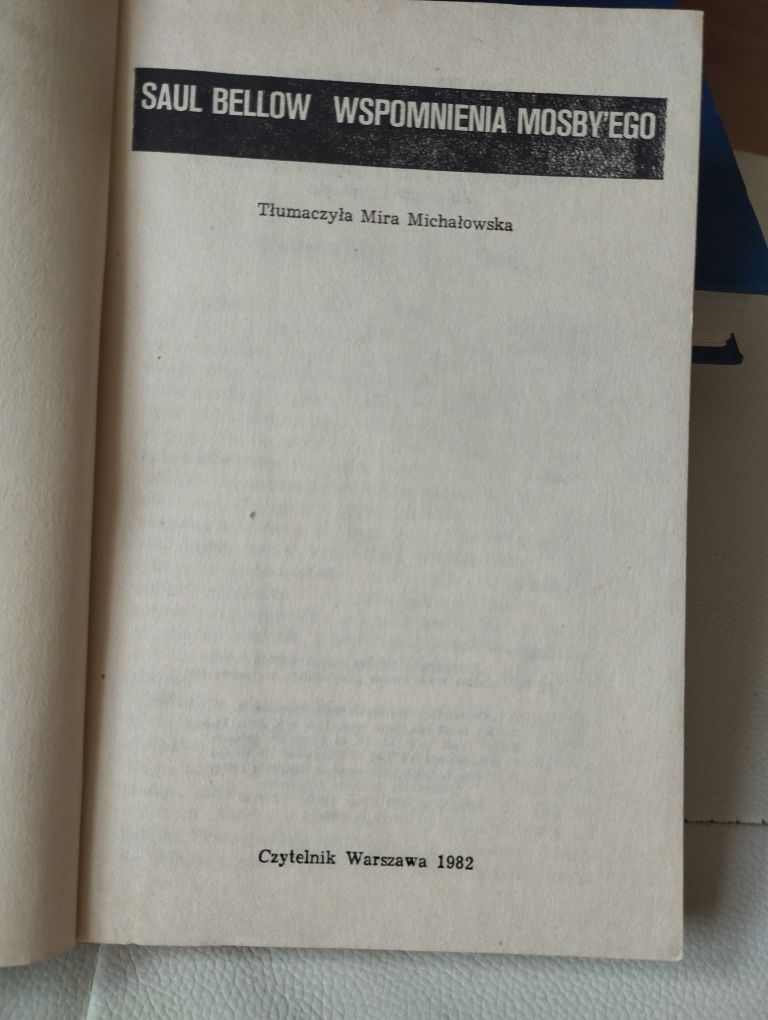 SAUL BELLOW WSPOMNIENIA MOSBY'EGO
Tłumaczyła Mira Michałowska
Czytelnik Warszawa 1982